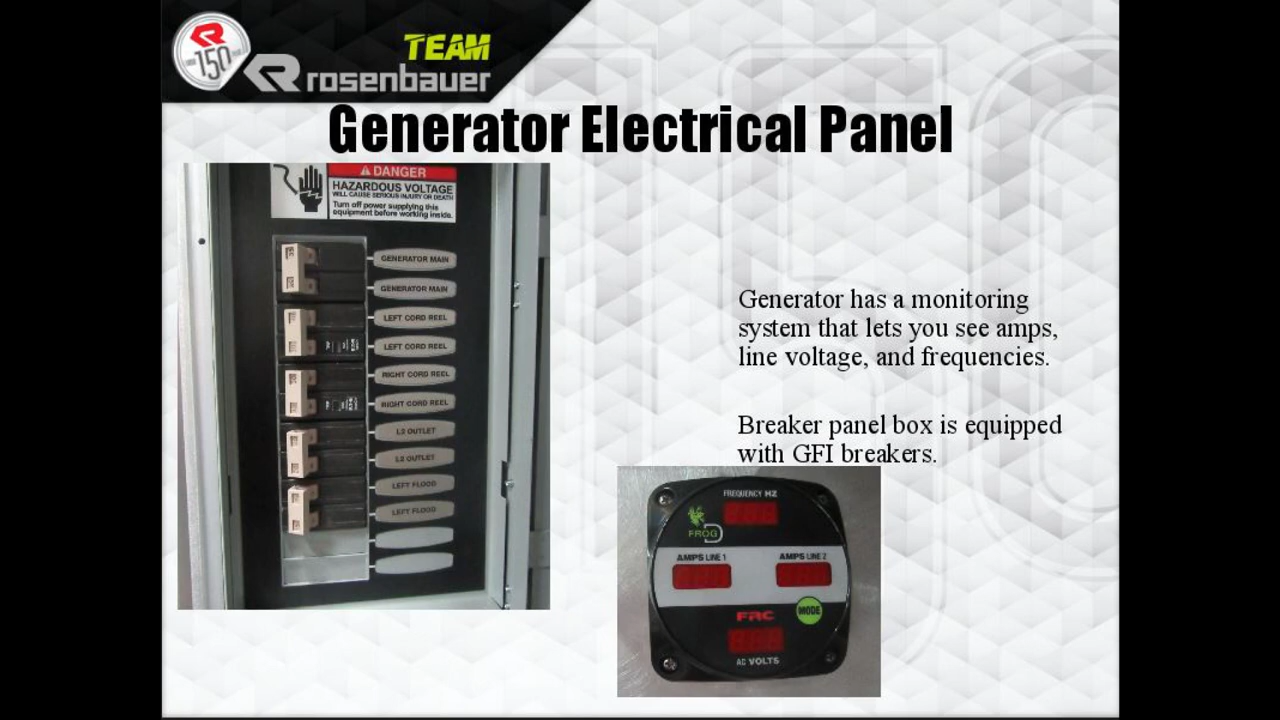 150
TEAM
rosenbauer
Generator Electrical Panel
DANGER
HAZARDOUS VOLTAGE
WILL CAUSE SERIOUS INJURY OR DEATH
Turn off power supplying this
equipment before working inside.
GENERATOR MAIN
GENERATOR MAIN
LEFT CORD REEL
LEFT CORD REEL
RIGHT CORD REEL
RIGHT CORD REEL
L3 OUTLET
L3 OUTLET
LEFT FLOOD
LEFT FLOOD
Generator has a monitoring
system that lets you see amps,
line voltage, and frequencies.
Breaker panel box is equipped
with GFI breakers.
FREQUENCY HZ
FROG
D
AMPS LINE 1
AMPS LINE 2
MODE
FRC
AC VOLTS